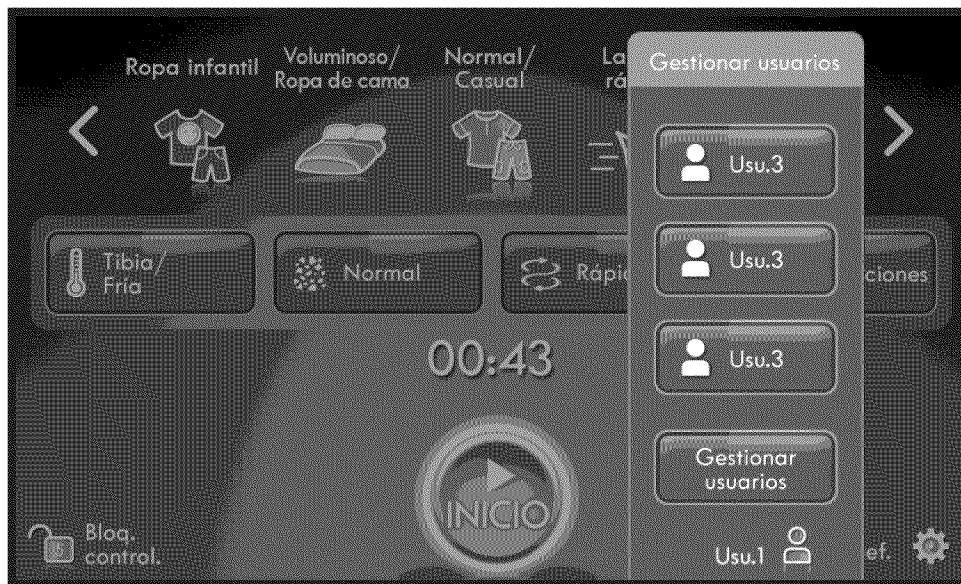 Ropa infantil
Voluminoso/
Ropa de cama
Normal/
Casual
La
rá
Gestionar usuarios
Usu.3
Usu.3
Usu.3
Gestionar
usuarios
Tibia/
Fría
Normal
Rápi
ciones
00:43
INICIO
Bloq.
control.
Usu.1
ef.